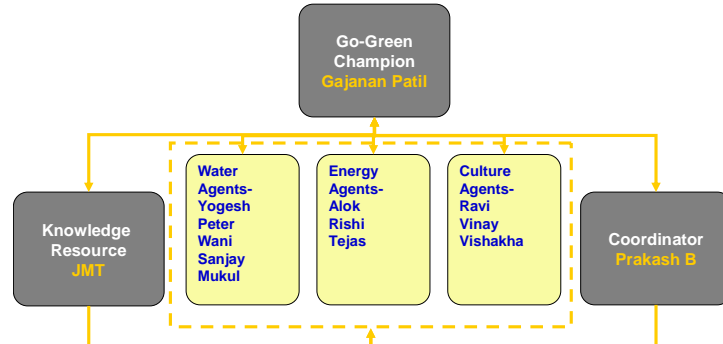 Go-Green
Champion
Gajanan Patil
Water
Agents-
Yogesh
Peter
Wani
Sanjay
Mukul
Energy
Agents-
Alok
Rishi
Tejas
Culture
Agents-
Ravi
Vinay
Vishakha
Knowledge
Resource
JMT
Coordinator
Prakash B